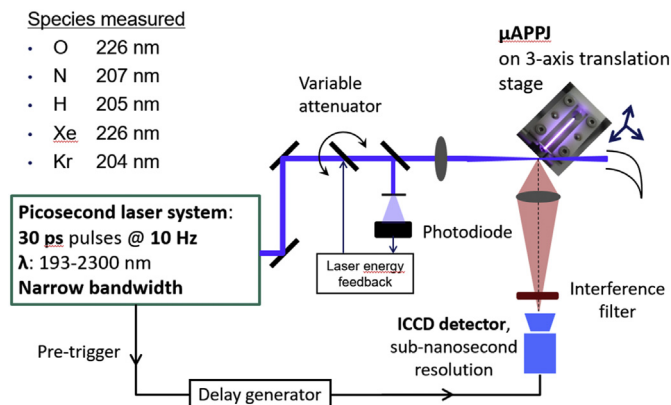 Species measured
• O 226 nm
• N 207 nm
• H 205 nm
• Xe 226 nm
• Kr 204 nm
Variable
attenuator
µAPPJ
on 3-axis translation
stage
Picosecond laser system:
30 ps pulses @ 10 Hz
λ: 193-2300 nm
Narrow bandwidth
Photodiode
Laser energy
feedback
Interference
filter
ICCD detector,
sub-nanosecond
resolution
Pre-trigger
Delay generator